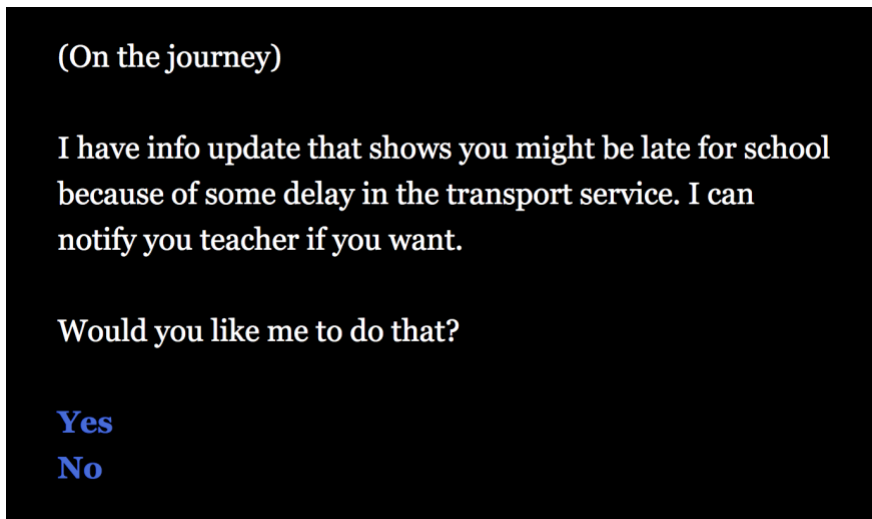 (On the journey)
I have info update that shows you might be late for school
because of some delay in the transport service. I can
notify you teacher if you want.
Would you like me to do that?
Yes
No